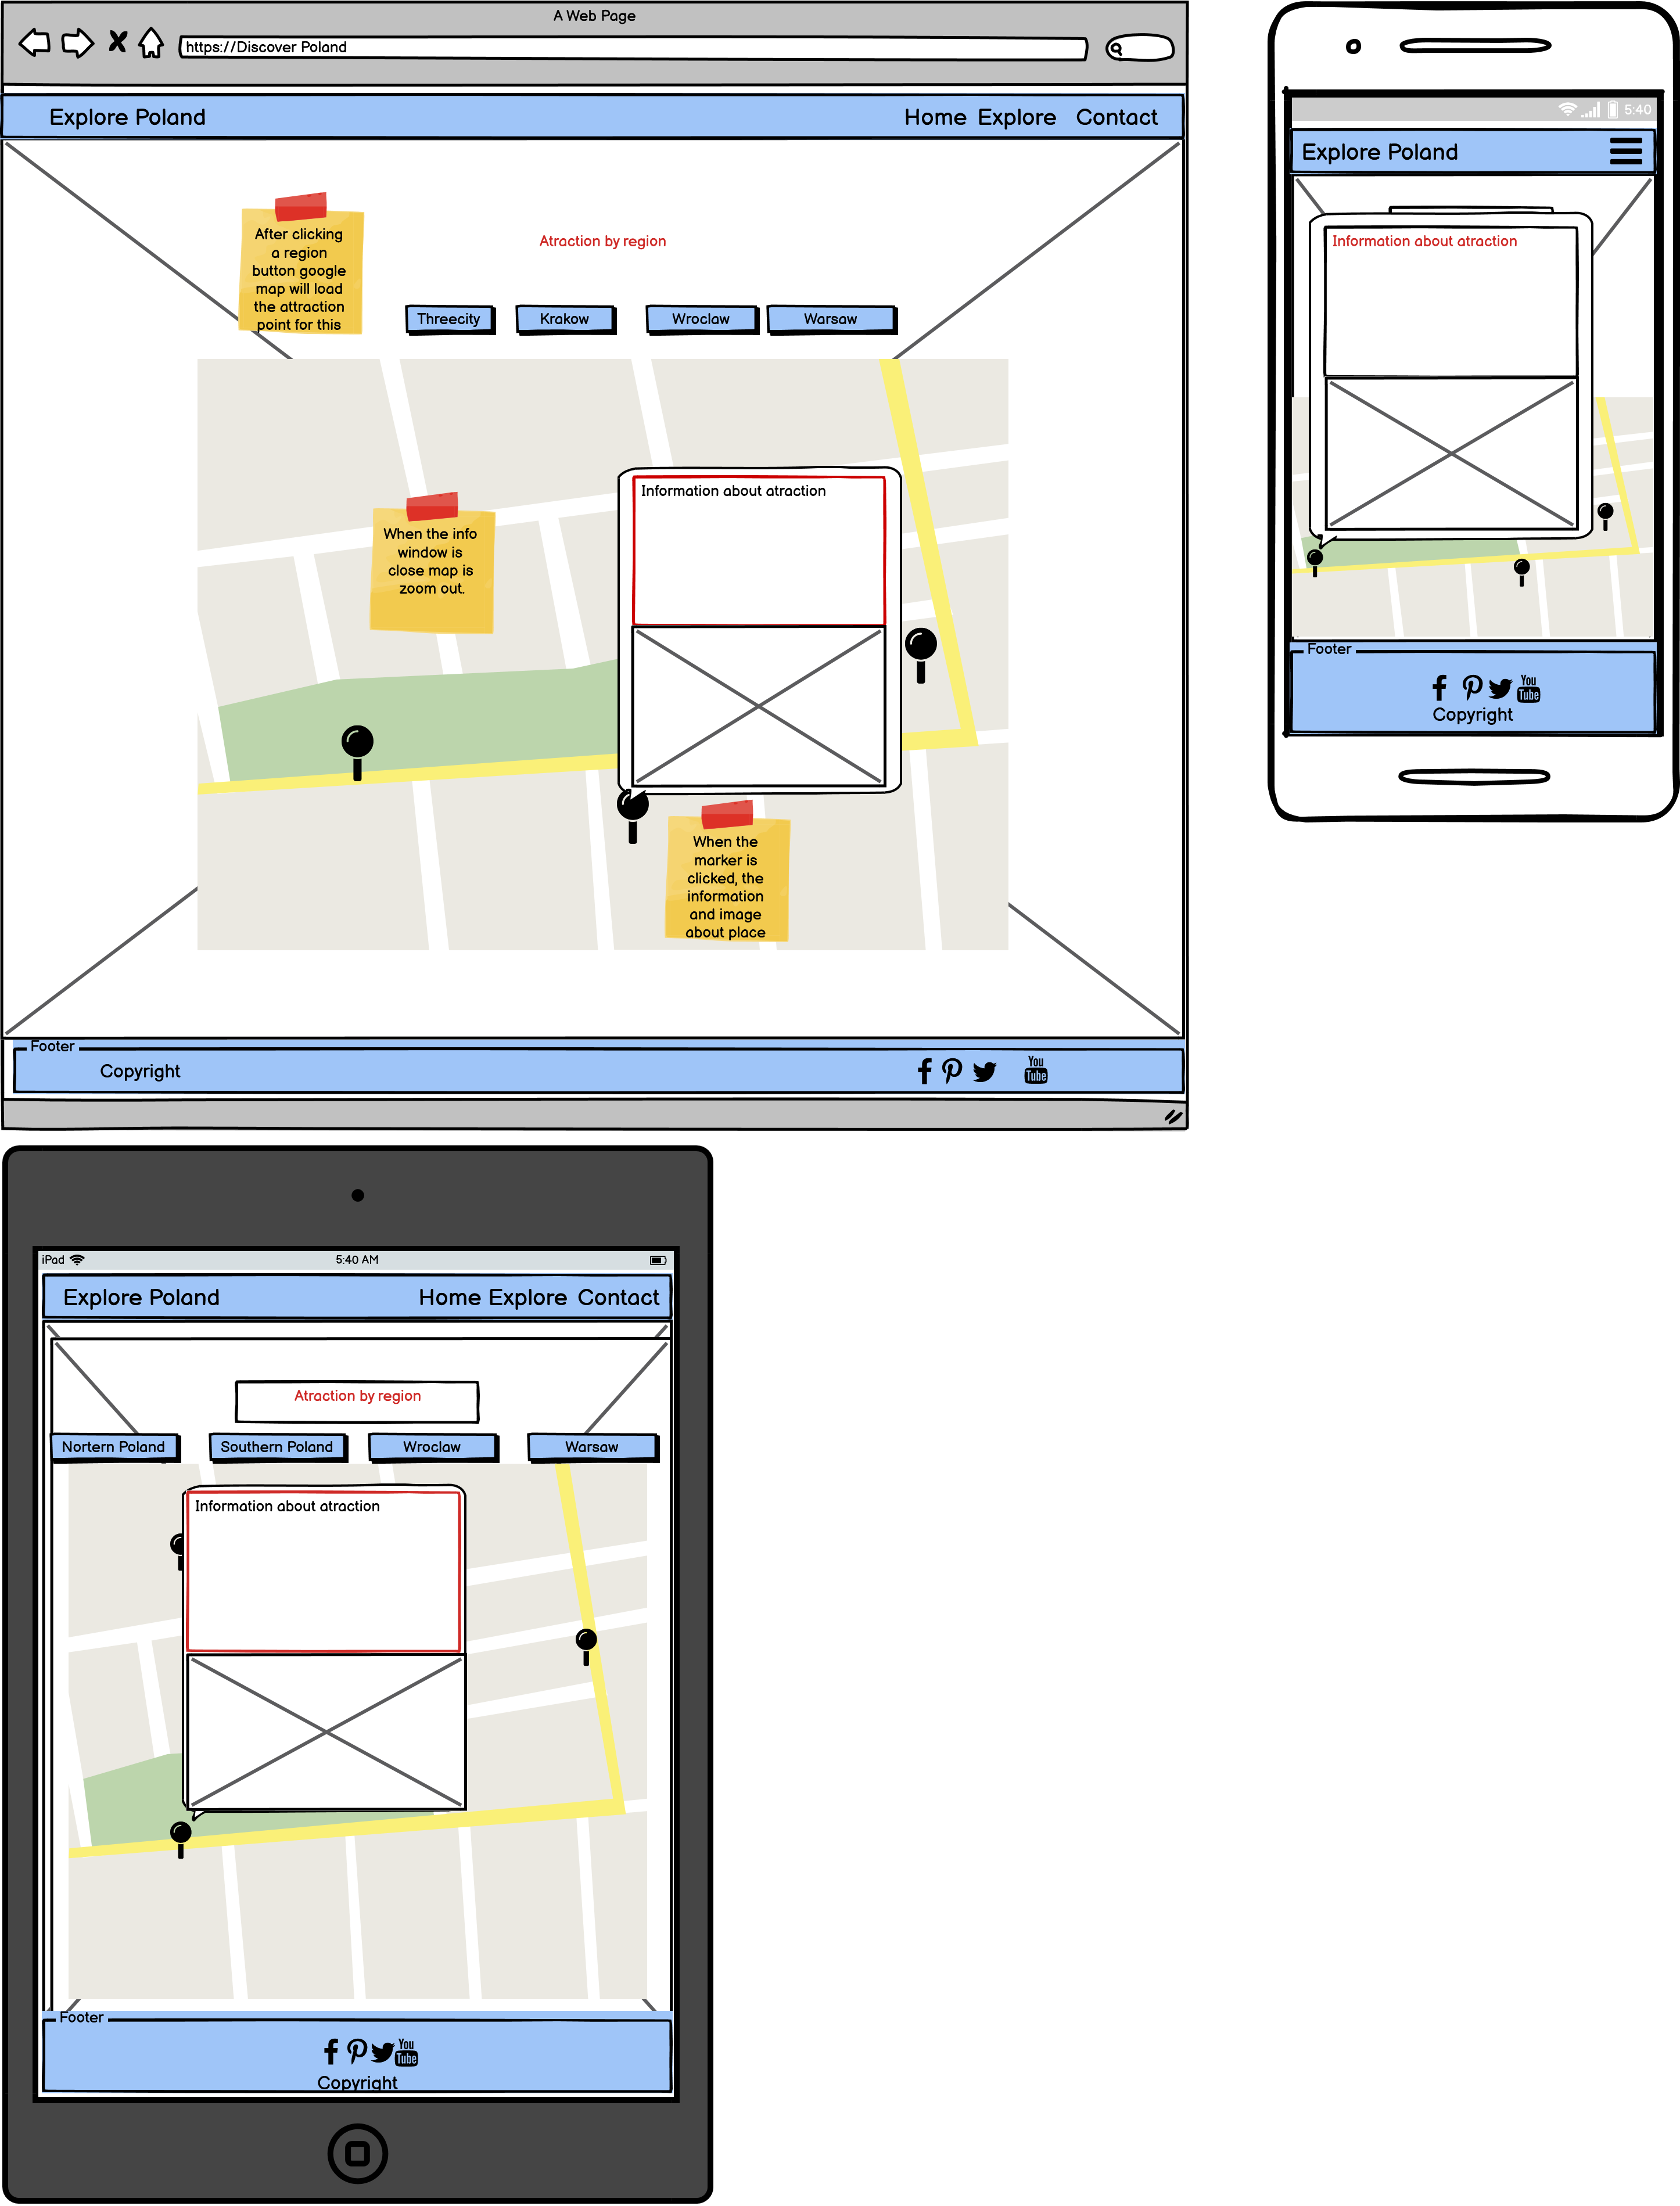 A Web Page
https://Discover Poland
Explore Poland
Home Explore Contact
After clicking
a region
button google
map will load
the attraction
point for this
Atraction by region
Threecity Krakow Wroclaw Warsaw
When the info
window is
close map is
zoom out.
Information about atraction
When the
marker is
clicked, the
information
and image
about place
Footer
Copyright
You
Tube
5:40
Explore Poland
Information about atraction
Footer
You
Tube
Copyright
iPad 5:40 AM
Explore Poland
Home Explore Contact
Atraction by region
Nortern Poland Southern Poland Wroclaw Warsaw
Information about atraction
Footer
You
Tube
Copyright